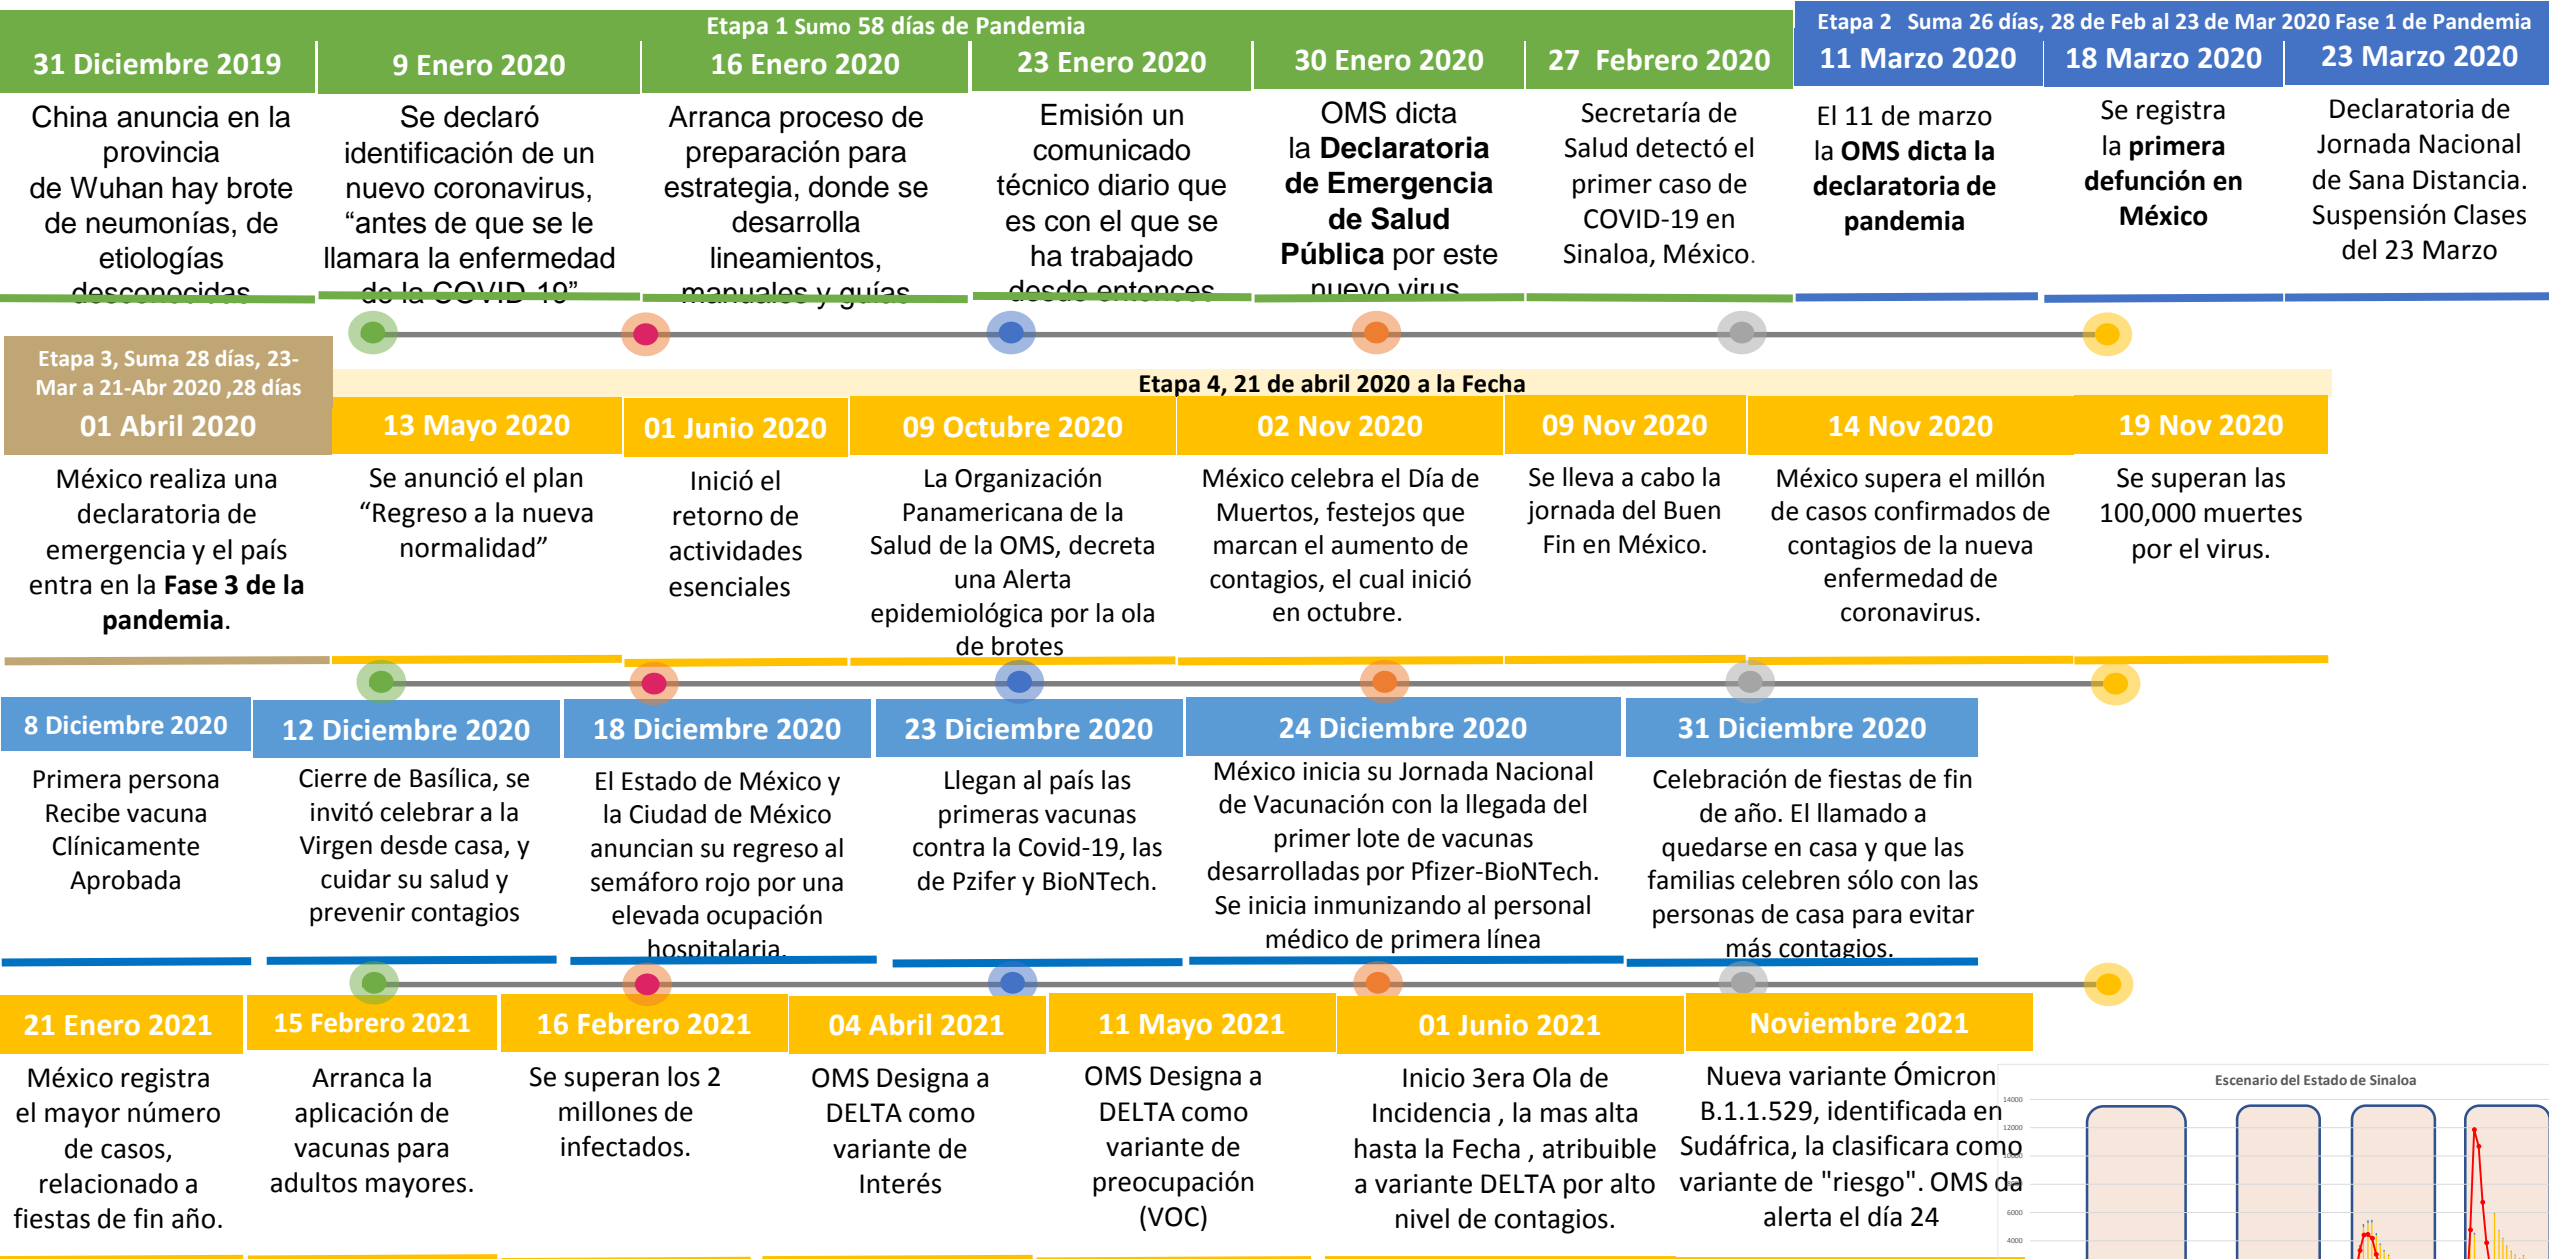 Etapa 1 Sumo 58 días de Pandemia
Etapa 2 Suma 26 días, 28 de Feb al 23 de Mar 2020 Fase 1 de Pandemia
31 Diciembre 2019
China anuncia en la
provincia
de Wuhan hay brote
de neumonías, de
etiologías
desconocidas
9 Enero 2020
Se declaró
identificación de un
nuevo coronavirus,
“antes de que se le
llamara la enfermedad
de la COVID-19”
16 Enero 2020
Arranca proceso de
preparación para
estrategia, donde se
desarrolla
lineamientos,
manuales y guías
23 Enero 2020
Emisión un
comunicado
técnico diario que
es con el que se
ha trabajado
desde entonces
30 Enero 2020
OMS dicta
la Declaratoria
de Emergencia
de Salud
Pública por este
nuevo virus
27 Febrero 2020
Secretaría de
Salud detectó el
primer caso de
COVID-19 en
Sinaloa, México.
11 Marzo 2020
El 11 de marzo
la OMS dicta la
declaratoria de
pandemia
18 Marzo 2020
Se registra
la primera
defunción en
México
23 Marzo 2020
Declaratoria de
Jornada Nacional
de Sana Distancia.
Suspensión Clases
del 23 Marzo
Etapa 3, Suma 28 días, 23-
Mar a 21-Abr 2020 ,28 días
01 Abril 2020
México realiza una
declaratoria de
emergencia y el país
entra en la Fase 3 de la
pandemia.
Etapa 4, 21 de abril 2020 a la Fecha
13 Mayo 2020
Se anunció el plan
“Regreso a la nueva
normalidad”
01 Junio 2020
Inició el
retorno de
actividades
esenciales
09 Octubre 2020
La Organización
Panamericana de la
Salud de la OMS, decreta
una Alerta
epidemiológica por la ola
de brotes
02 Nov 2020
México celebra el Día de
Muertos, festejos que
marcan el aumento de
contagios, el cual inició
en octubre.
09 Nov 2020
Se lleva a cabo la
jornada del Buen
Fin en México.
14 Nov 2020
México supera el millón
de casos confirmados de
contagios de la nueva
enfermedad de
coronavirus.
19 Nov 2020
Se superan las
100,000 muertes
por el virus.
8 Diciembre 2020
Primera persona
Recibe vacuna
Clínicamente
Aprobada
12 Diciembre 2020
Cierre de Basílica, se
invitó celebrar a la
Virgen desde casa, y
cuidar su salud y
prevenir contagios
18 Diciembre 2020
El Estado de México y
la Ciudad de México
anuncian su regreso al
semáforo rojo por una
elevada ocupación
hospitalaria.
23 Diciembre 2020
Llegan al país las
primeras vacunas
contra la Covid-19, las
de Pzifer y BioNTech.
24 Diciembre 2020
México inicia su Jornada Nacional
de Vacunación con la llegada del
primer lote de vacunas
desarrolladas por Pfizer-BioNTech.
Se inicia inmunizando al personal
médico de primera línea
31 Diciembre 2020
Celebración de fiestas de fin
de año. El llamado a
quedarse en casa y que las
familias celebren sólo con las
personas de casa para evitar
más contagios.
21 Enero 2021
México registra
el mayor número
de casos,
relacionado a
fiestas de fin año.
15 Febrero 2021
Arranca la
aplicación de
vacunas para
adultos mayores.
16 Febrero 2021
Se superan los 2
millones de
infectados.
04 Abril 2021
OMS Designa a
DELTA como
variante de
Interés
11 Mayo 2021
OMS Designa a
DELTA como
variante de
preocupación
(VOC)
01 Junio 2021
Inicio 3era Ola de
Incidencia , la mas alta
hasta la Fecha , atribuible
a variante DELTA por alto
nivel de contagios.
Noviembre 2021
Nueva variante Ómicron
B.1.1.529, identificada en
Sudáfrica, la clasificara como
variante de "riesgo". OMS da
alerta el día 24
Escenario del Estado de Sinaloa
14000
12000
10000
6000
4000